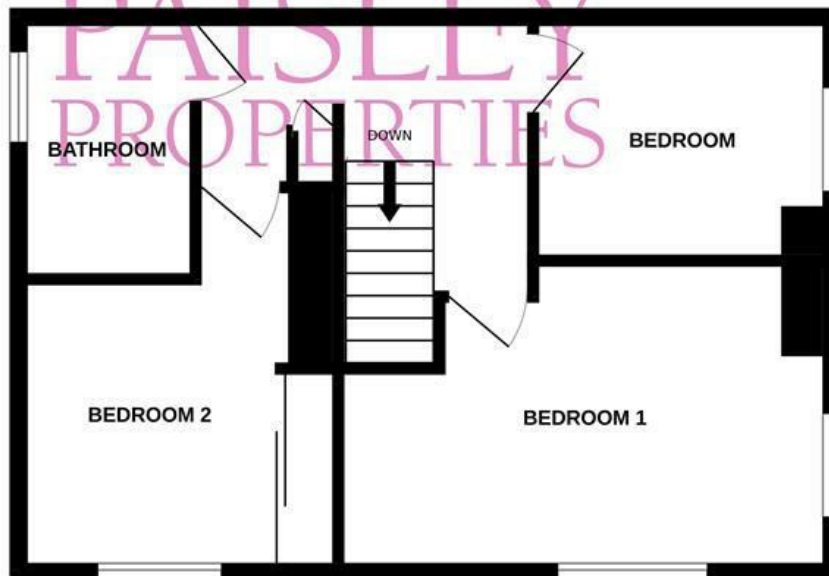 PAISLEY
PROPERTIES
DOWN
BATHROOM
BEDROOM
BEDROOM 2
BEDROOM 1